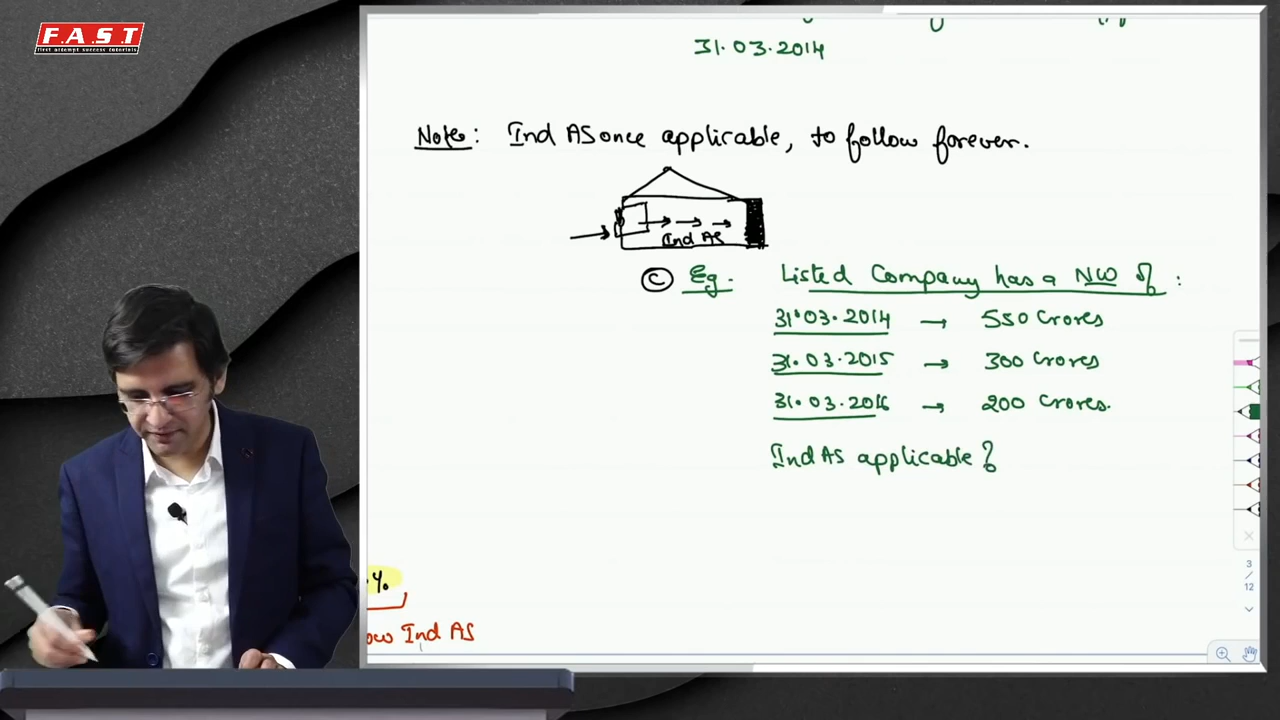 F.A.S.T
first attempt success tutorials
31.03.2014
Note: Ind AS once applicable, to follow forever.
Ind AS
(C) Eg. Listed Company has a NW of :
31.03.2014 → 550 Crores
31.03.2015 → 300 Crores
31.03.2016 → 200 Crores.
Ind AS applicable?
%
ow Ind AS
3
/
12